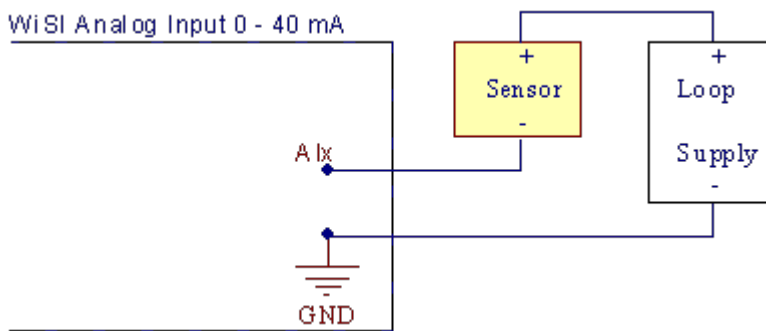 WiSI Analog Input 0 - 40 mA
+
Sensor
-
+
Loop
Supply
-
AIx
GND